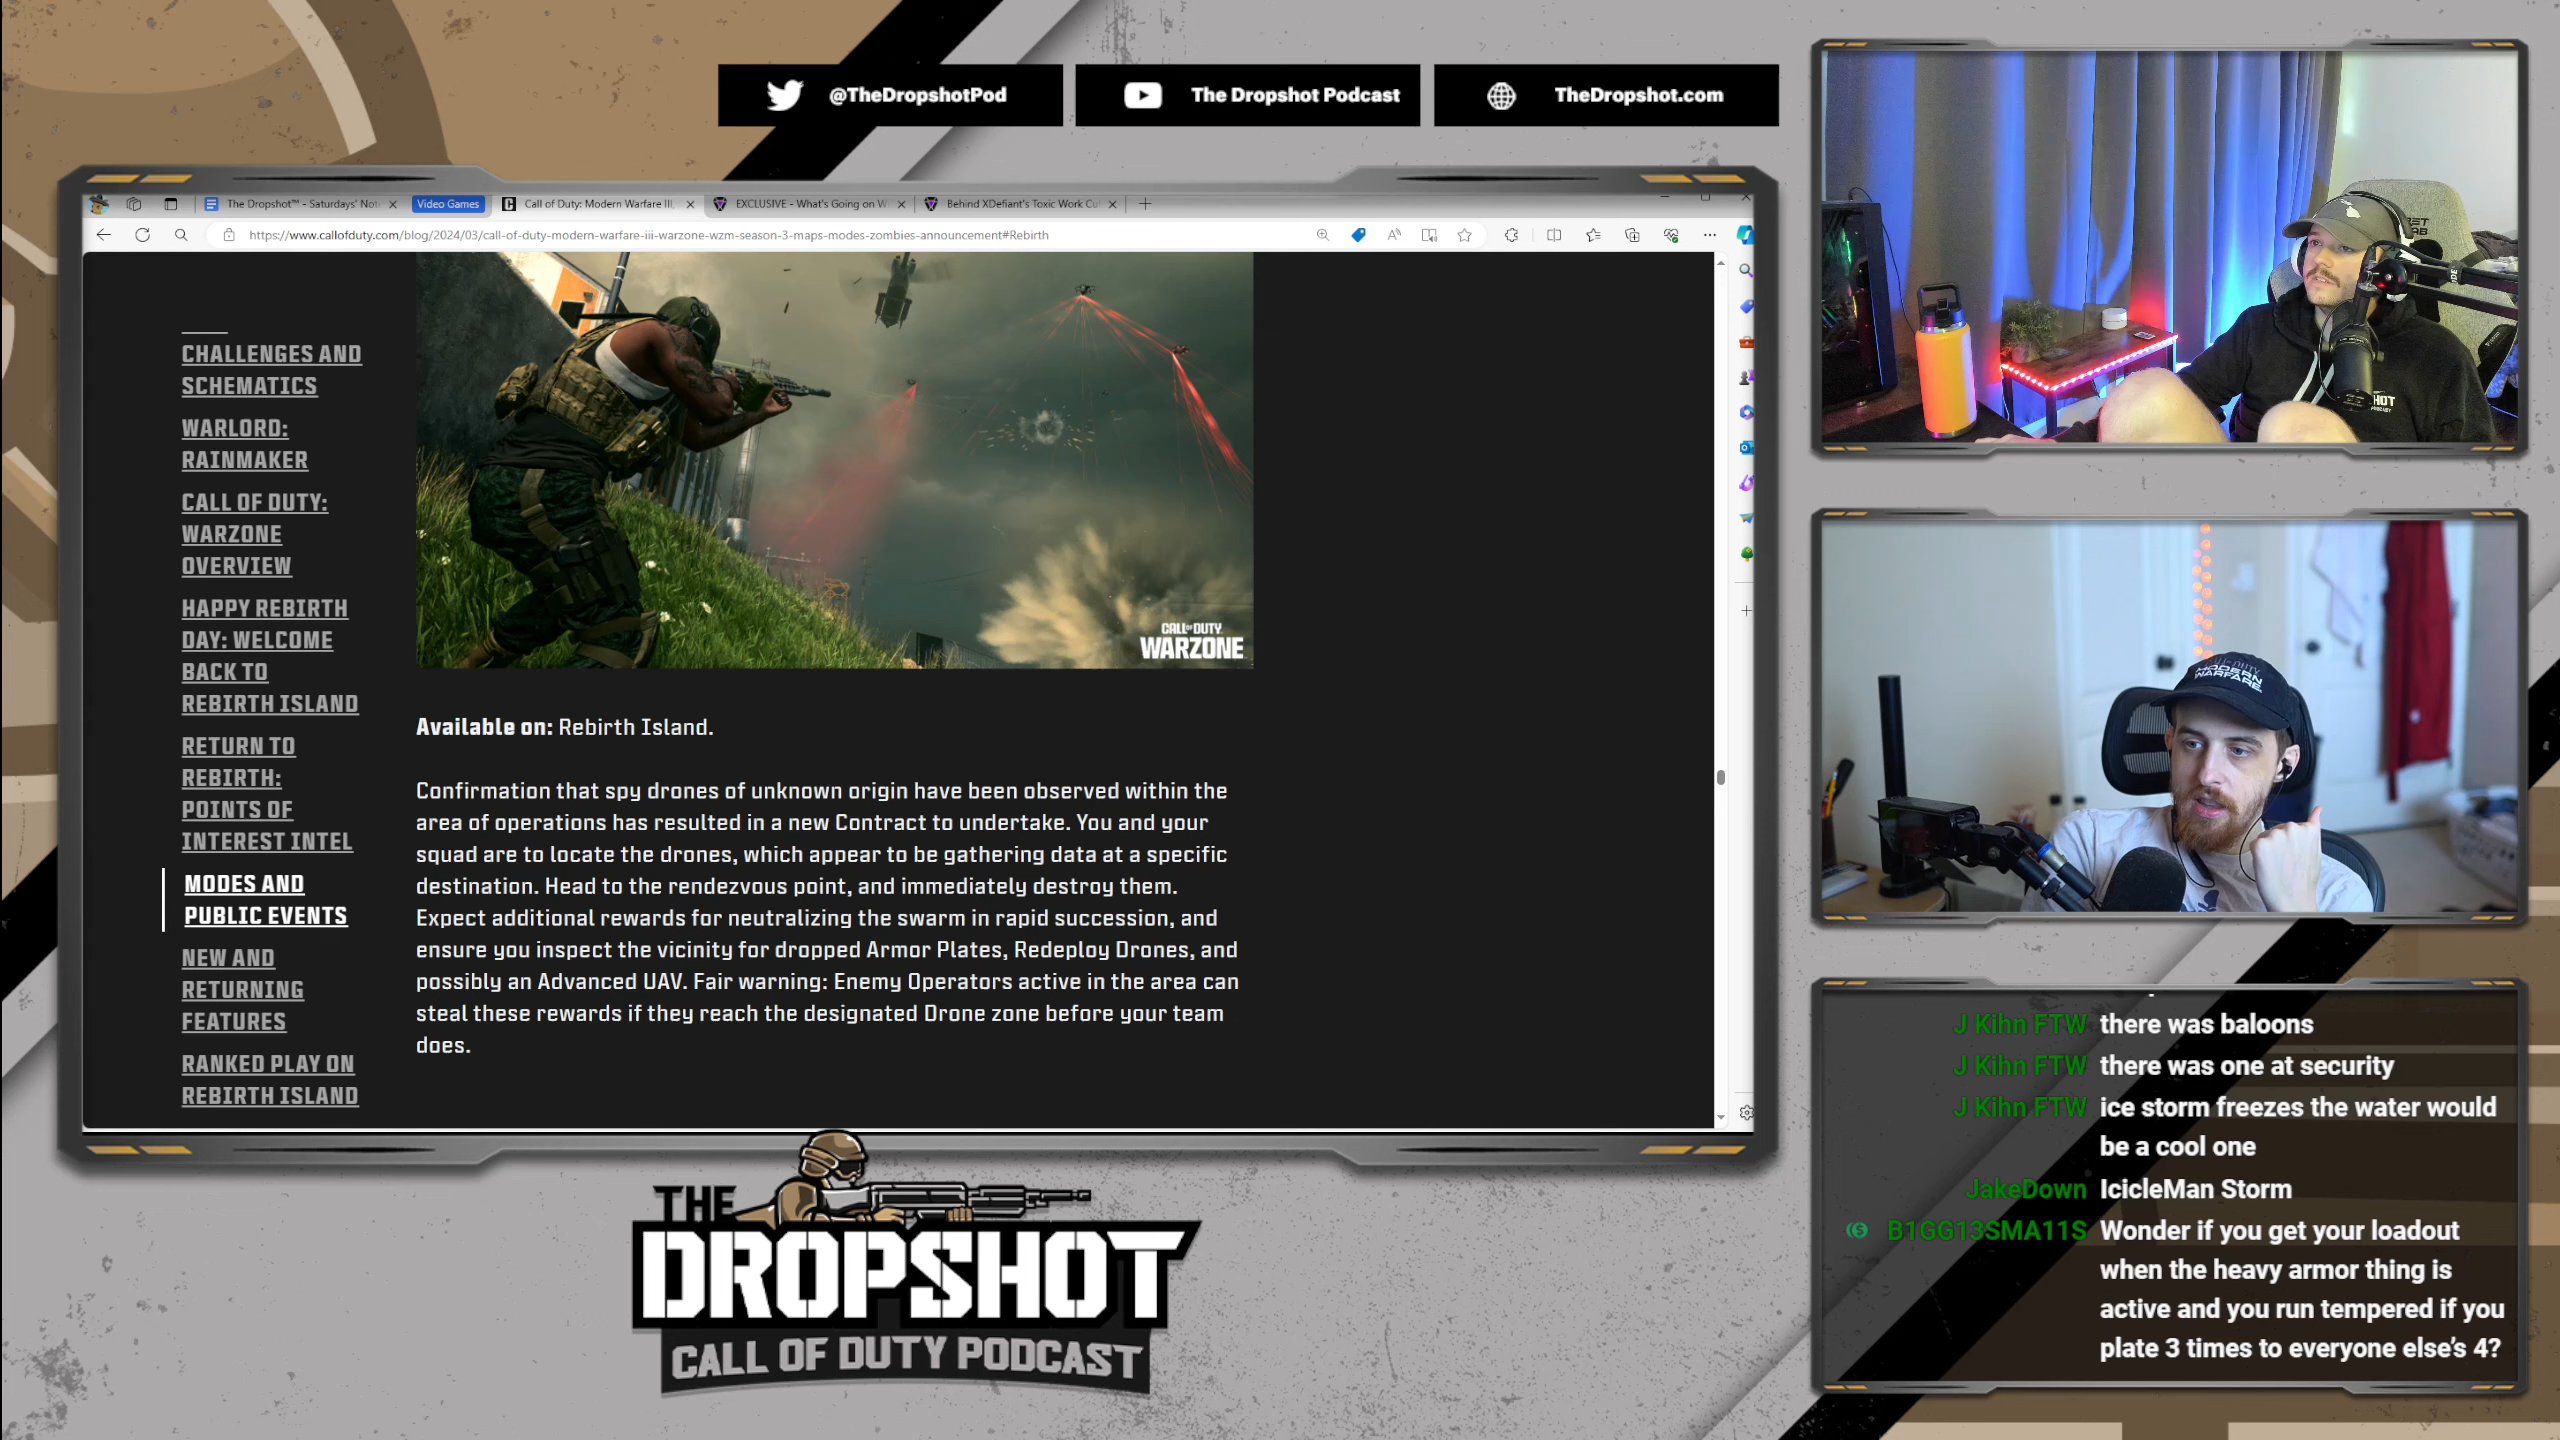 @TheDropshotPod
The Dropshot Podcast
TheDropshot.com
The Dropshot™ - Saturdays' Not
Video Games
Call of Duty: Modern Warfare III,
EXCLUSIVE - What's Going on W
Behind XDefiant's Toxic Work Cu
https://www.callofduty.com/blog/2024/03/call-of-duty-modern-warfare-iii-warzone-wzm-season-3-maps-modes-zombies-announcement#Rebirth
CHALLENGES AND
SCHEMATICS
WARLORD:
RAINMAKER
CALL OF DUTY:
WARZONE
OVERVIEW
HAPPY REBIRTH
DAY: WELCOME
BACK TO
REBIRTH ISLAND
RETURN TO
REBIRTH:
POINTS OF
INTEREST INTEL
MODES AND
PUBLIC EVENTS
NEW AND
RETURNING
FEATURES
RANKED PLAY ON
REBIRTH ISLAND
CALL OF DUTY
WARZONE
Available on: Rebirth Island.
Confirmation that spy drones of unknown origin have been observed within the
area of operations has resulted in a new Contract to undertake. You and your
squad are to locate the drones, which appear to be gathering data at a specific
destination. Head to the rendezvous point, and immediately destroy them.
Expect additional rewards for neutralizing the swarm in rapid succession, and
ensure you inspect the vicinity for dropped Armor Plates, Redeploy Drones, and
possibly an Advanced UAV. Fair warning: Enemy Operators active in the area can
steal these rewards if they reach the designated Drone zone before your team
does.
MODERN
WARFARE
J Kihn FTW there was baloons
J Kihn FTW there was one at security
J Kihn FTW ice storm freezes the water would
be a cool one
JakeDown IcicleMan Storm
B1GG13SMA11S Wonder if you get your loadout
when the heavy armor thing is
active and you run tempered if you
plate 3 times to everyone else's 4?
THE
DROPSHOT
CALL OF DUTY PODCAST